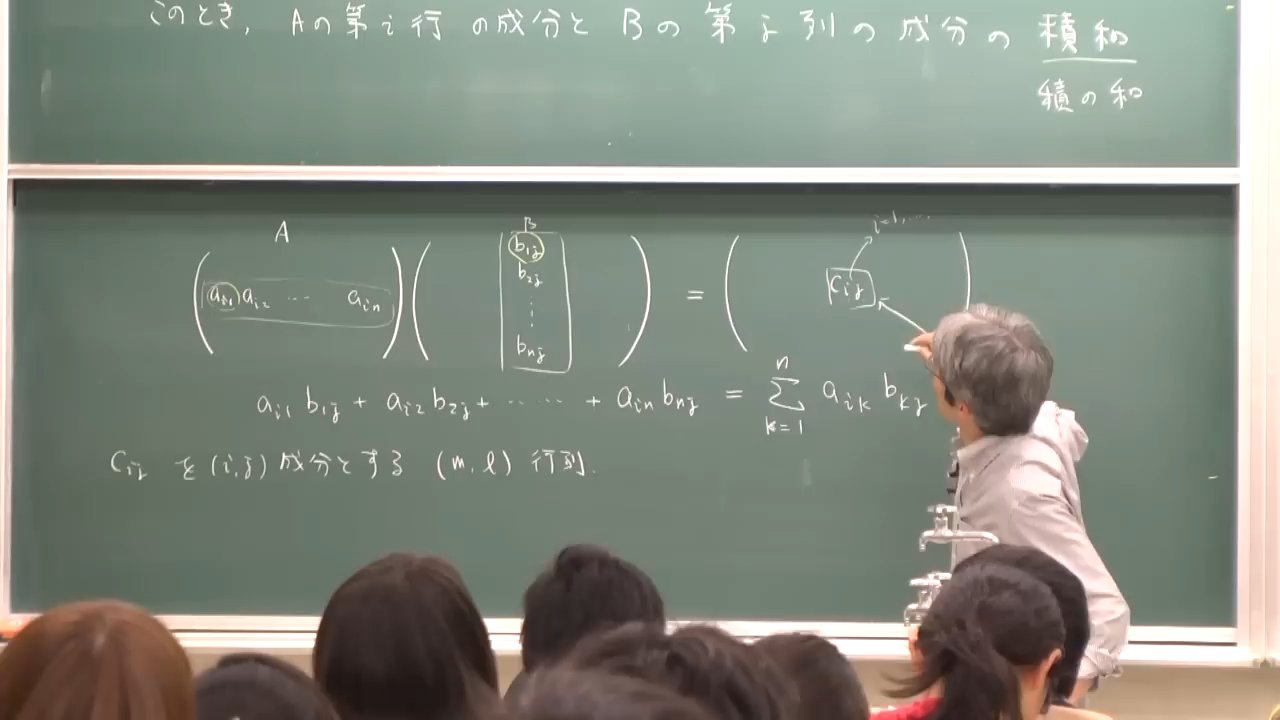 このとき, Aの第i行の成分とBの第j列の成分の積和
積の和
A B
i=1,....
( a_{i1} a_{i2} ... a_{in} ) ( b_{1j} b_{2j} ⋮ b_{nj} ) = ( c_{ij} )
a_{i1} b_{1j} + a_{i2} b_{2j} + ...... + a_{in} b_{nj} = \sum_{k=1}^{n} a_{ik} b_{kj}
c_{ij} を (i,j) 成分とする (m,ℓ) 行列.